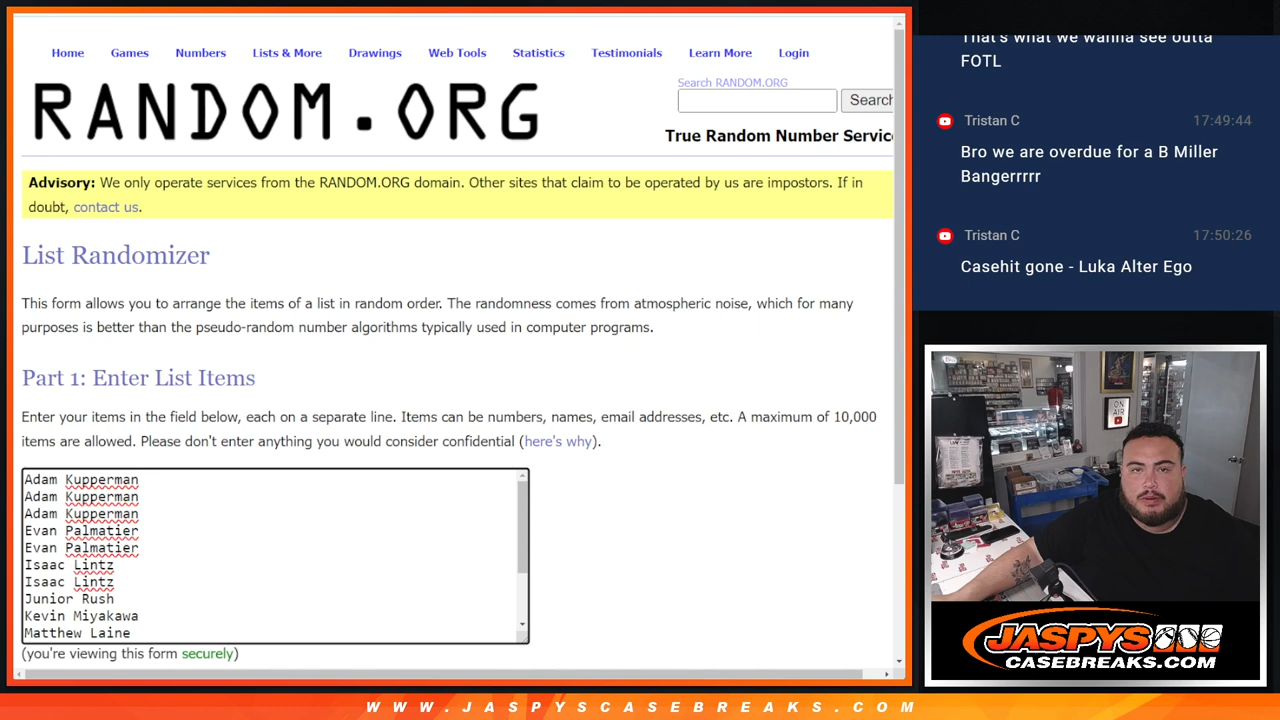 Home Games Numbers Lists & More Drawings Web Tools Statistics Testimonials Learn More Login
RANDOM.ORG
Search RANDOM.ORG
Search
True Random Number Servic
Advisory: We only operate services from the RANDOM.ORG domain. Other sites that claim to be operated by us are impostors. If in
doubt, contact us.
List Randomizer
This form allows you to arrange the items of a list in random order. The randomness comes from atmospheric noise, which for many
purposes is better than the pseudo-random number algorithms typically used in computer programs.
Part 1: Enter List Items
Enter your items in the field below, each on a separate line. Items can be numbers, names, email addresses, etc. A maximum of 10,000
items are allowed. Please don't enter anything you would consider confidential (here's why).
Adam Kupperman
Adam Kupperman
Adam Kupperman
Evan Palmatier
Evan Palmatier
Isaac Lintz
Isaac Lintz
Junior Rush
Kevin Miyakawa
Matthew Laine
(you're viewing this form securely)
That's what we wanna see outta
FOTL
Tristan C 17:49:44
Bro we are overdue for a B Miller
Bangerrrrr
Tristan C 17:50:26
Casehit gone - Luka Alter Ego
ON
AIR
JASPYS
CASEBREAKS.COM
WWW.JASPYSCASEBREAKS.COM